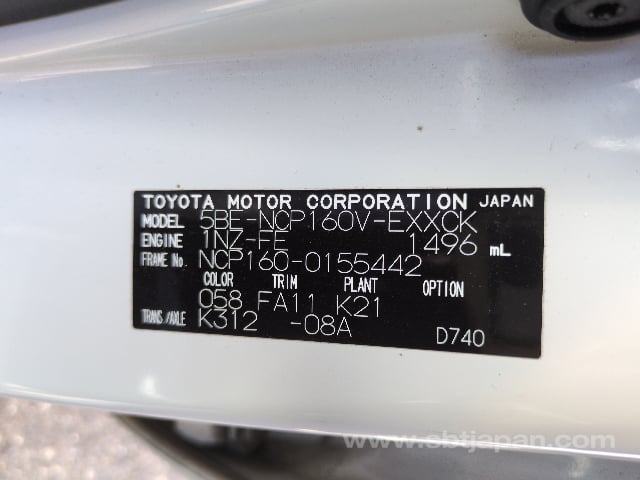 TOYOTA MOTOR CORPORATION JAPAN
MODEL 5BE-NCP160V-EXXCK
ENGINE 1NZ-FE 1496 mL
FRAME No. NCP160-0155442
COLOR TRIM PLANT OPTION
058 FA11 K21
TRANS./AXLE K312 -08A D740
www.sbtjapan.com